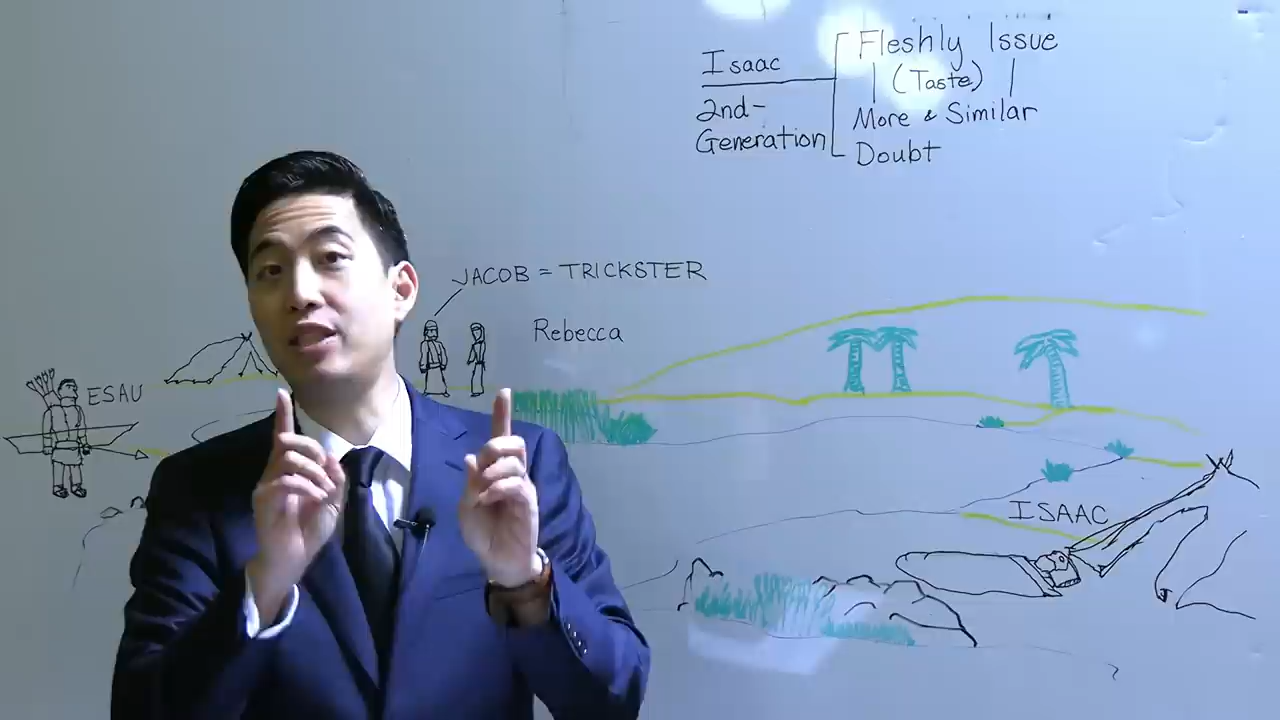 Isaac
2nd-
Generation
Fleshly Issue
(Taste)
More & Similar
Doubt
JACOB = TRICKSTER
Rebecca
ESAU
ISAAC